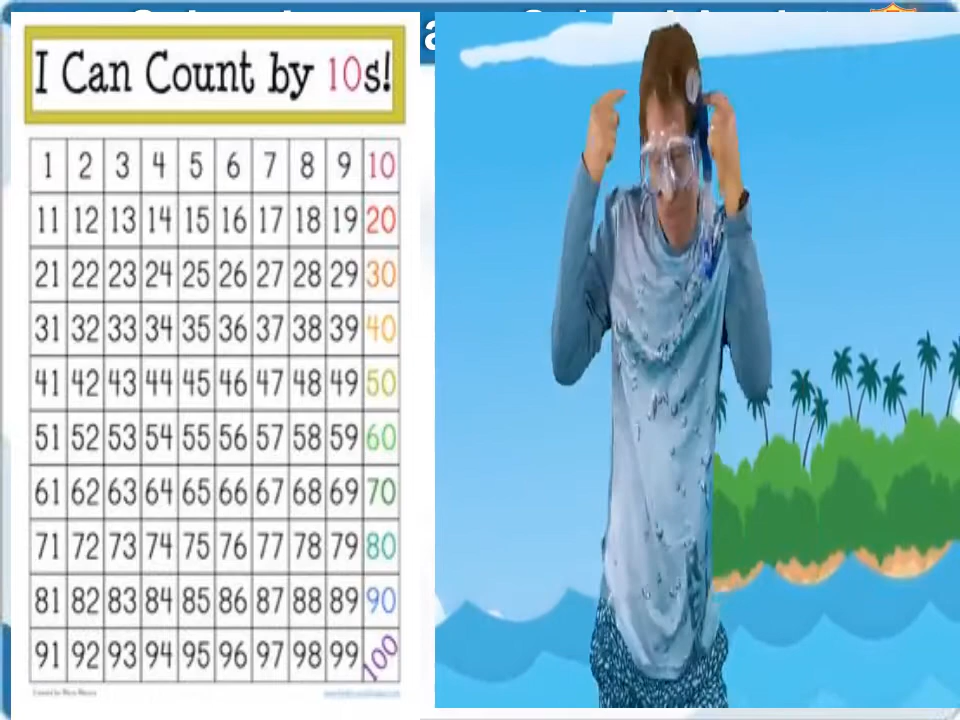 I Can Count by 10s!
1 2 3 4 5 6 7 8 9 10
11 12 13 14 15 16 17 18 19 20
21 22 23 24 25 26 27 28 29 30
31 32 33 34 35 36 37 38 39 40
41 42 43 44 45 46 47 48 49 50
51 52 53 54 55 56 57 58 59 60
61 62 63 64 65 66 67 68 69 70
71 72 73 74 75 76 77 78 79 80
81 82 83 84 85 86 87 88 89 90
91 92 93 94 95 96 97 98 99 100